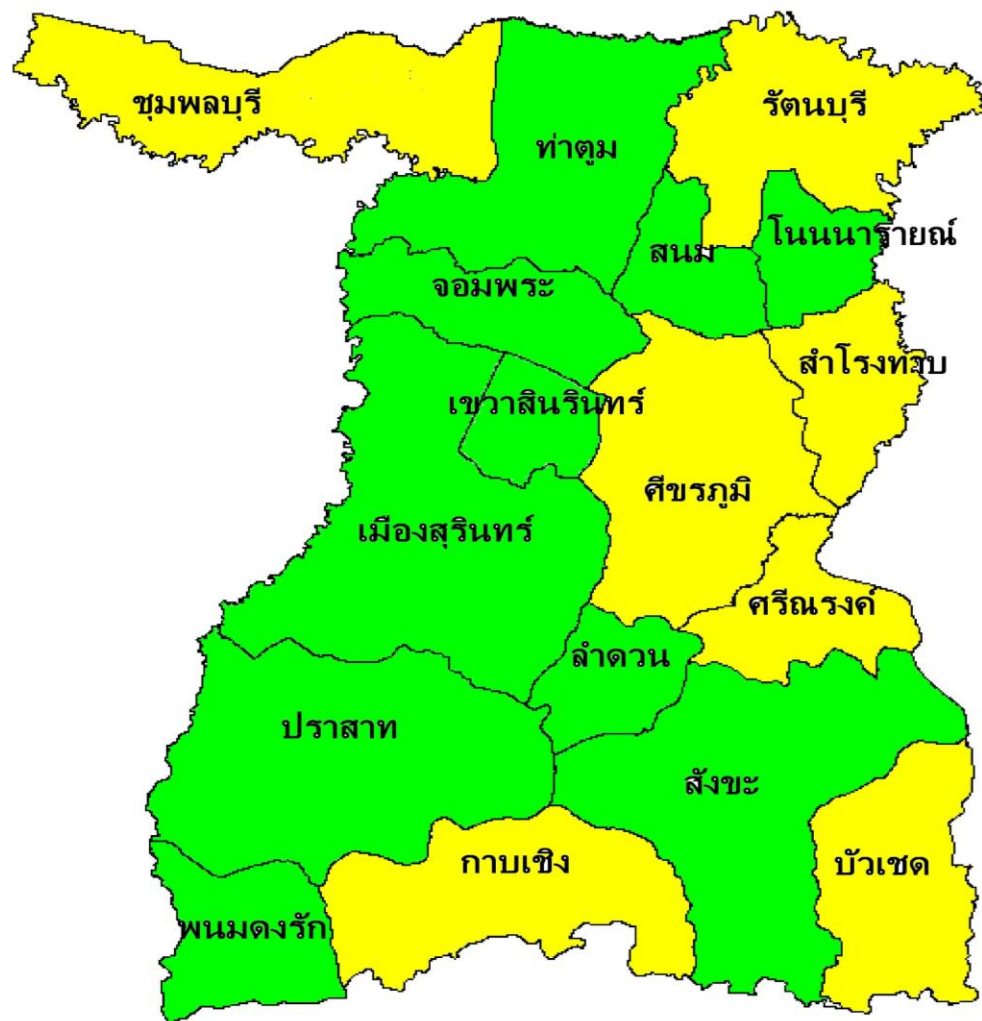 ชุมพลบุรี
รัตนบุรี
ท่าตูม
โนนนารายณ์
สนม
จอมพระ
สำโรงทาบ
เขวาสินรินทร์
ศีขรภูมิ
เมืองสุรินทร์
ศรีณรงค์
ลำดวน
ปราสาท
สังขะ
กาบเชิง
บัวเชด
พนมดงรัก